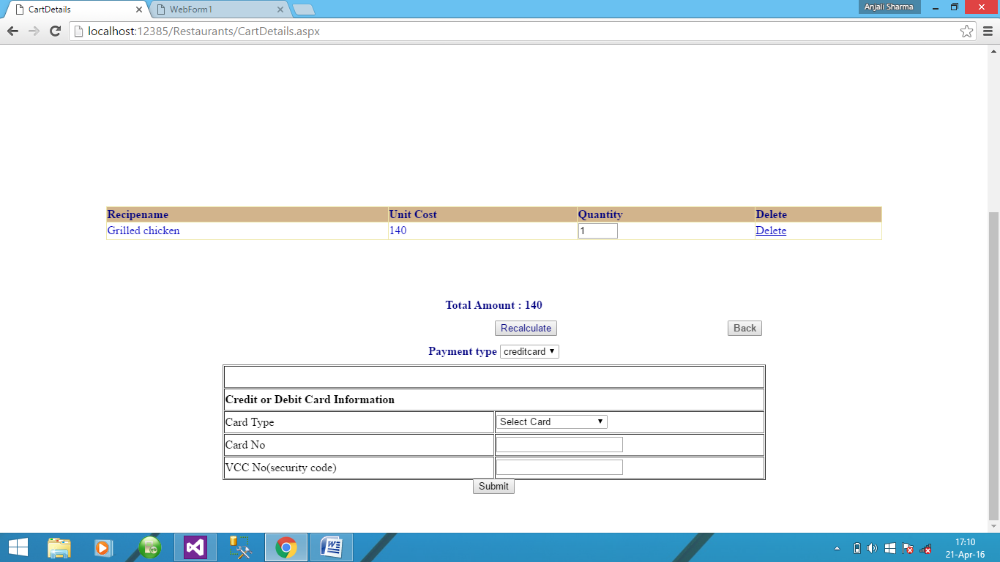 CartDetails WebForm1 Anjali Sharma
localhost:12385/Restaurants/CartDetails.aspx
Recipename Unit Cost Quantity Delete
Grilled chicken 140 1 Delete
Total Amount : 140
Recalculate Back
Payment type creditcard
Credit or Debit Card Information
Card Type Select Card
Card No
VCC No(security code)
Submit
17:10
21-Apr-16